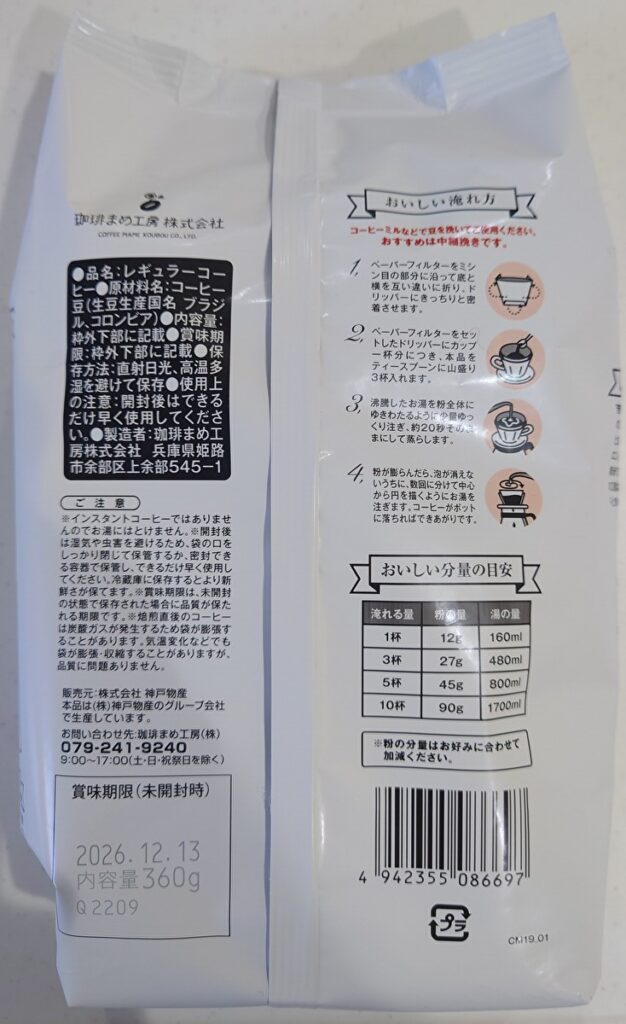 珈琲まめ工房 株式会社
COFFEE MAME KOUBOU CO., LTD.
●品名:レギュラーコー
ヒー●原材料名:コーヒー
豆(生豆生産国名 ブラジ
ル、コロンビア)●内容量:
枠外下部に記載●賞味期
限:枠外下部に記載●保
存方法:直射日光、高温多
湿を避けて保存●使用上
の注意:開封後はできる
だけ早く使用してくださ
い。●製造者:珈琲まめ工
房株式会社 兵庫県姫路
市余部区上余部545-1
ご注意
※インスタントコーヒーではありませ
んのでお湯にはとけません。※開封後
は湿気や虫害を避けるため、袋の口を
しっかり閉じて保管するか、密封でき
る容器で保管し、できるだけ早く使用し
てください。冷蔵庫に保存するとより新
鮮さが保てます。※賞味期限は、未開封
の状態で保存された場合に品質が保た
れる期限です。※焙煎直後のコーヒー
は炭酸ガスが発生するため袋が膨張す
ることがあります。気温変化などでも
袋が膨張・収縮することがありますが、
品質に問題ありません。
販売元:株式会社 神戸物産
本品は(株)神戸物産のグループ会社
で生産しています。
お問い合わせ先:珈琲まめ工房(株)
079-241-9240
9:00〜17:00(土・日・祝祭日を除く)
賞味期限(未開封時)
2026.12.13
内容量360g
Q2209
おいしい淹れ方
コーヒーミルなどで豆を挽いてご使用ください。
おすすめは中細挽きです。
1,
ペーパーフィルターをミシ
ン目の部分に沿って底と
横を互い違いに折り、ド
リッパーにきっちりと密
着させます。
2,
ペーパーフィルターをセッ
トしたドリッパーにカップ
一杯分につき、本品を
ティースプーンに山盛り
3杯入れます。
3,
沸騰したお湯を粉全体に
ゆきわたるように少量ゆっ
くり注ぎ、約20秒そのま
まにして蒸らします。
4,
粉が膨らんだら、泡が消えな
いうちに、数回に分けて中心
から円を描くようにお湯を
注ぎます。コーヒーがポット
に落ちればできあがりです。
おいしい分量の目安
淹れる量 粉の量 湯の量
1杯 12g 160ml
3杯 27g 480ml
5杯 45g 800ml
10杯 90g 1700ml
※粉の分量はお好みに合わせて
加減ください。
4 942355 086697
プラ
CM19.01